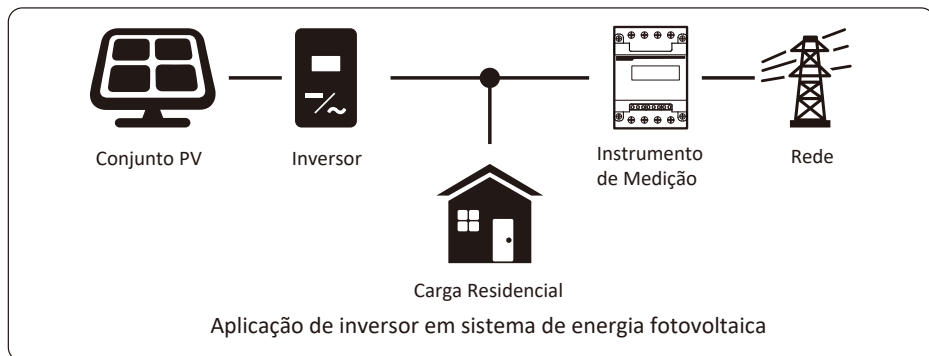 Conjunto PV
Inversor
Instrumento
de Medição
Rede
Carga Residencial
Aplicação de inversor em sistema de energia fotovoltaica